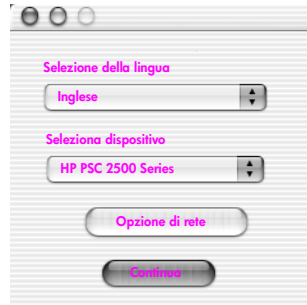 Selezione della lingua
Inglese
Seleziona dispositivo
HP PSC 2500 Series
Opzione di rete
Continua